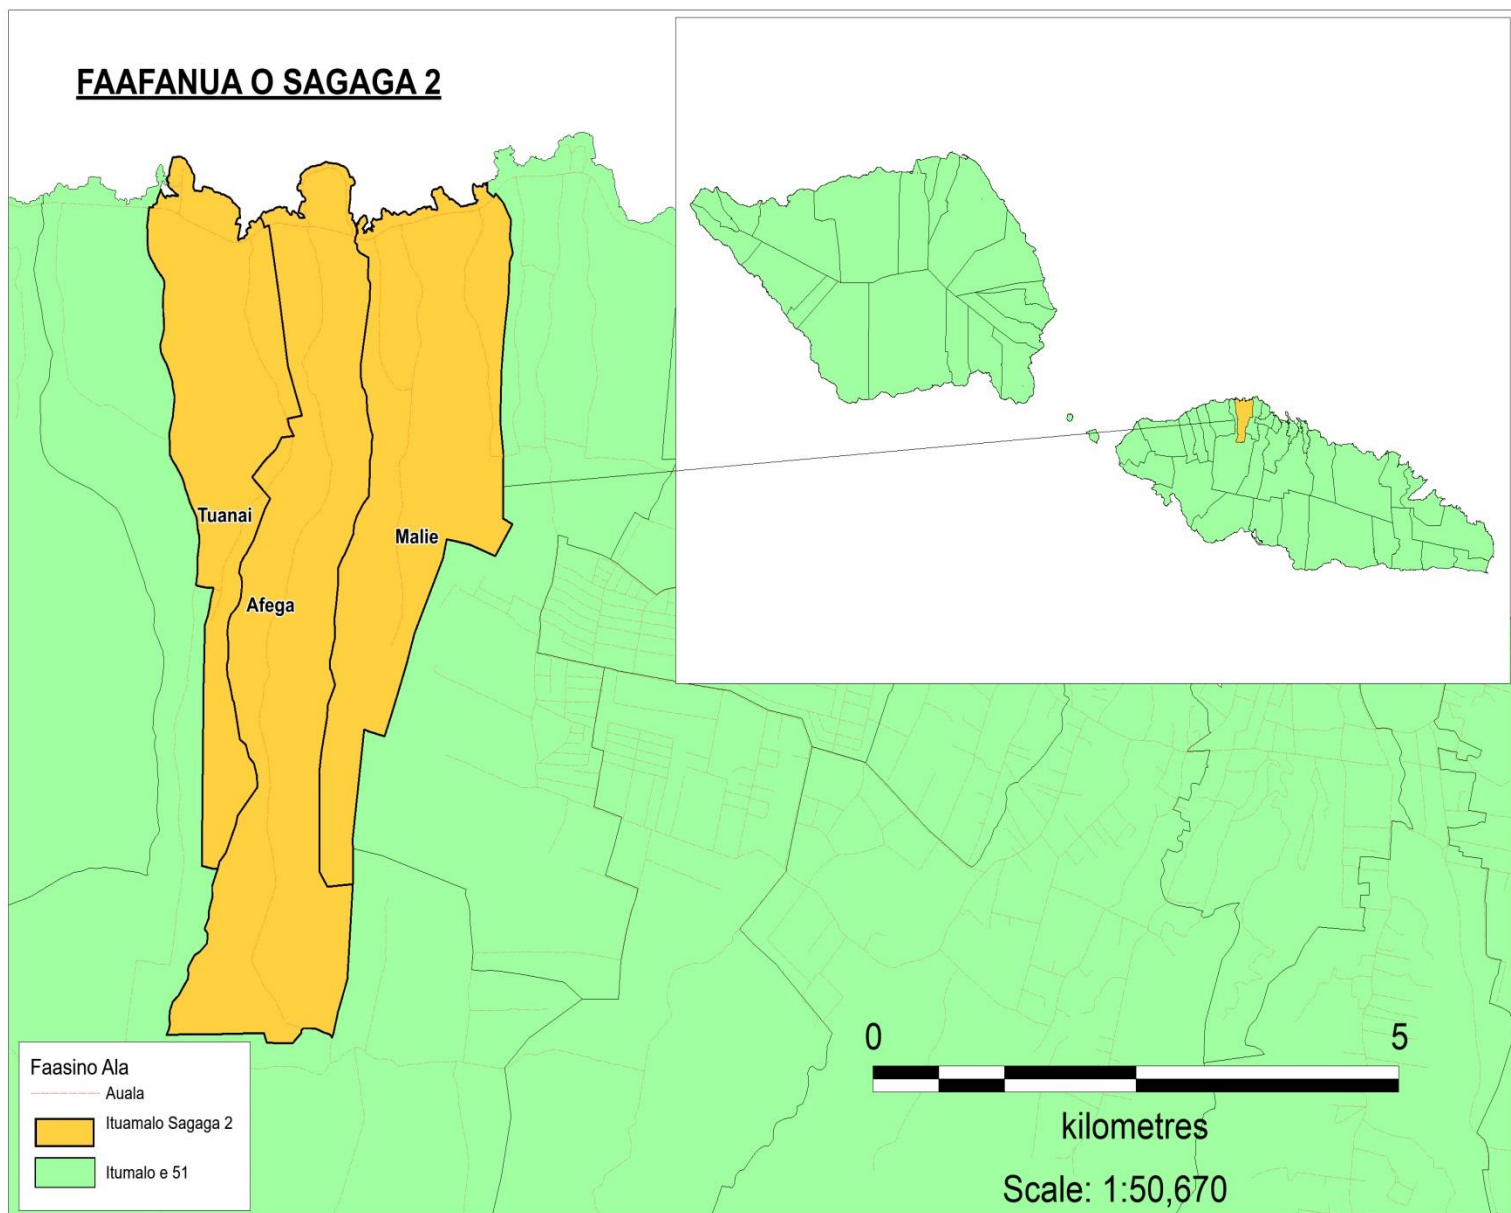 FAAFANUA O SAGAGA 2
Tuanai
Malie
Afega
Faasino Ala
Auala
Ituamalo Sagaga 2
Itumalo e 51
0 5
kilometres
Scale: 1:50,670